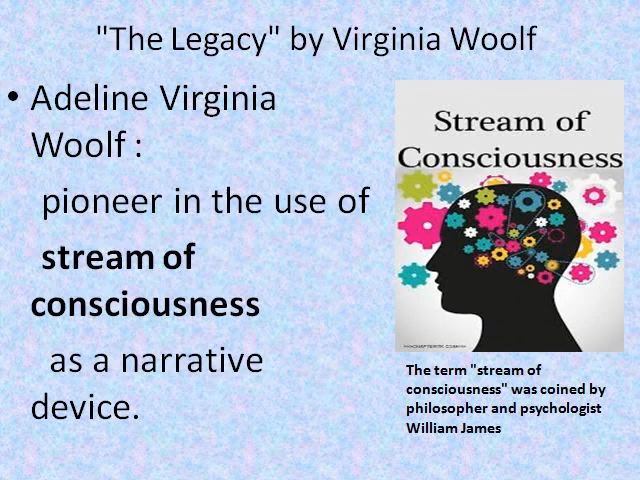 "The Legacy" by Virginia Woolf
• Adeline Virginia
Woolf :
pioneer in the use of
stream of
consciousness
as a narrative
device.
Stream of
Consciousness
The term "stream of
consciousness" was coined by
philosopher and psychologist
William James